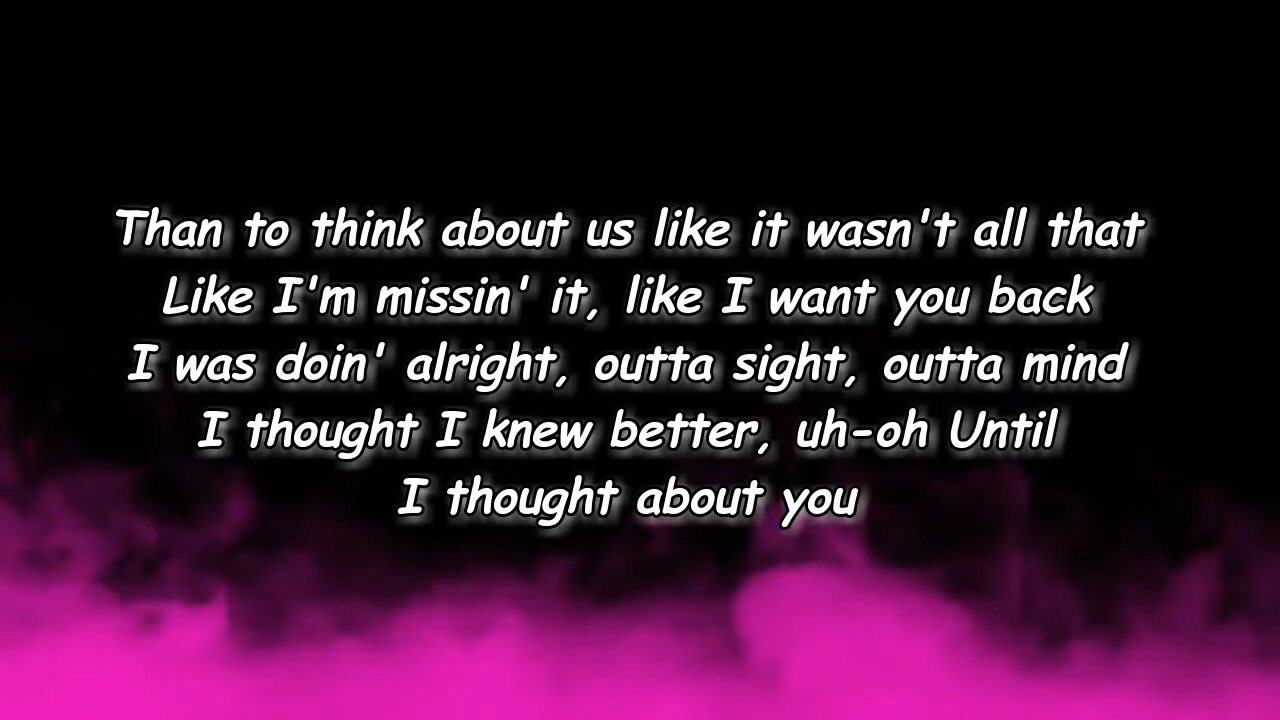 Than to think about us like it wasn't all that
Like I'm missin' it, like I want you back
I was doin' alright, outta sight, outta mind
I thought I knew better, uh-oh Until
I thought about you